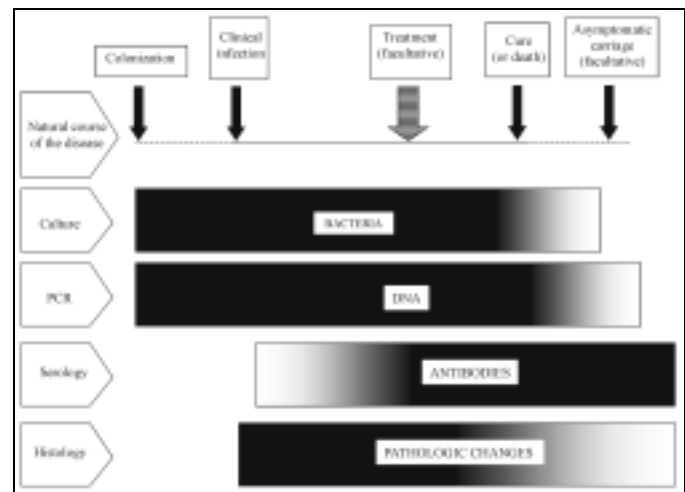 Colonization
Clinical
infection
Treatment
(facultative)
Cure
(or death)
Asymptomatic
carriage
(facultative)
Natural course
of the disease
Culture
BACTERIA
PCR
DNA
Serology
ANTIBODIES
Histology
PATHOLOGIC CHANGES